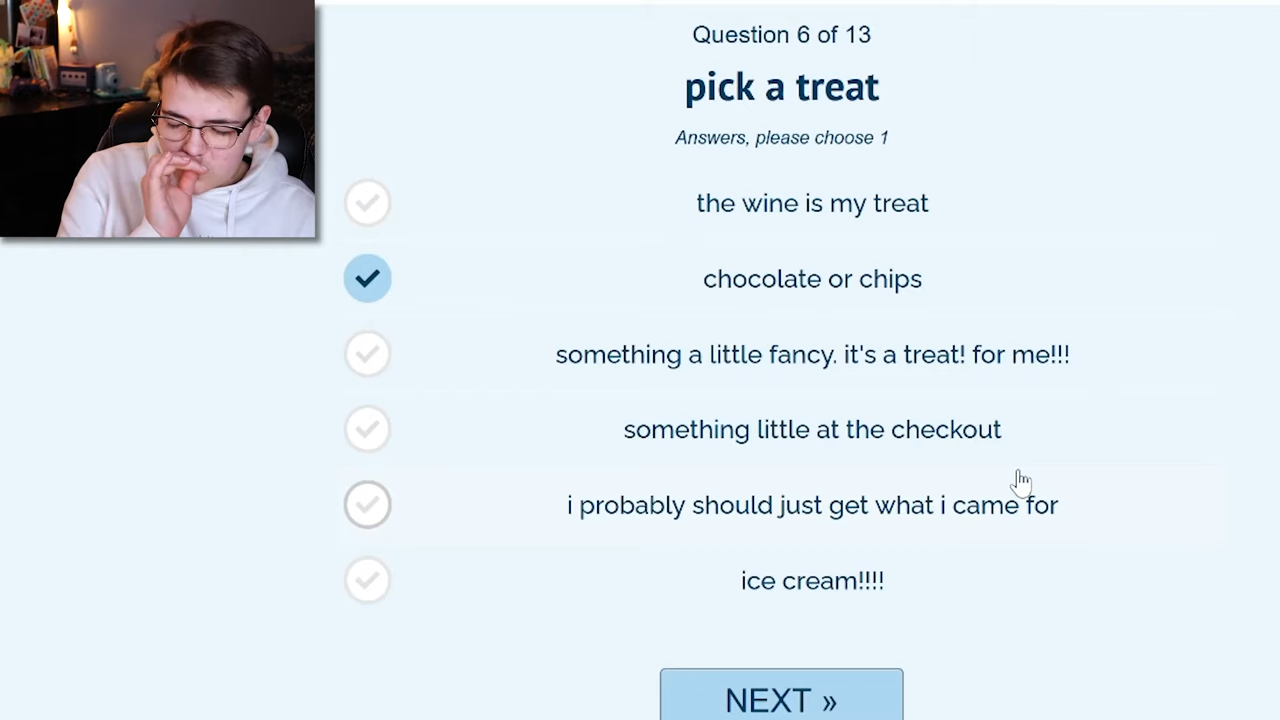 Question 6 of 13
pick a treat
Answers, please choose 1
the wine is my treat
chocolate or chips
something a little fancy. it's a treat! for me!!!
something little at the checkout
i probably should just get what i came for
ice cream!!!!
NEXT »